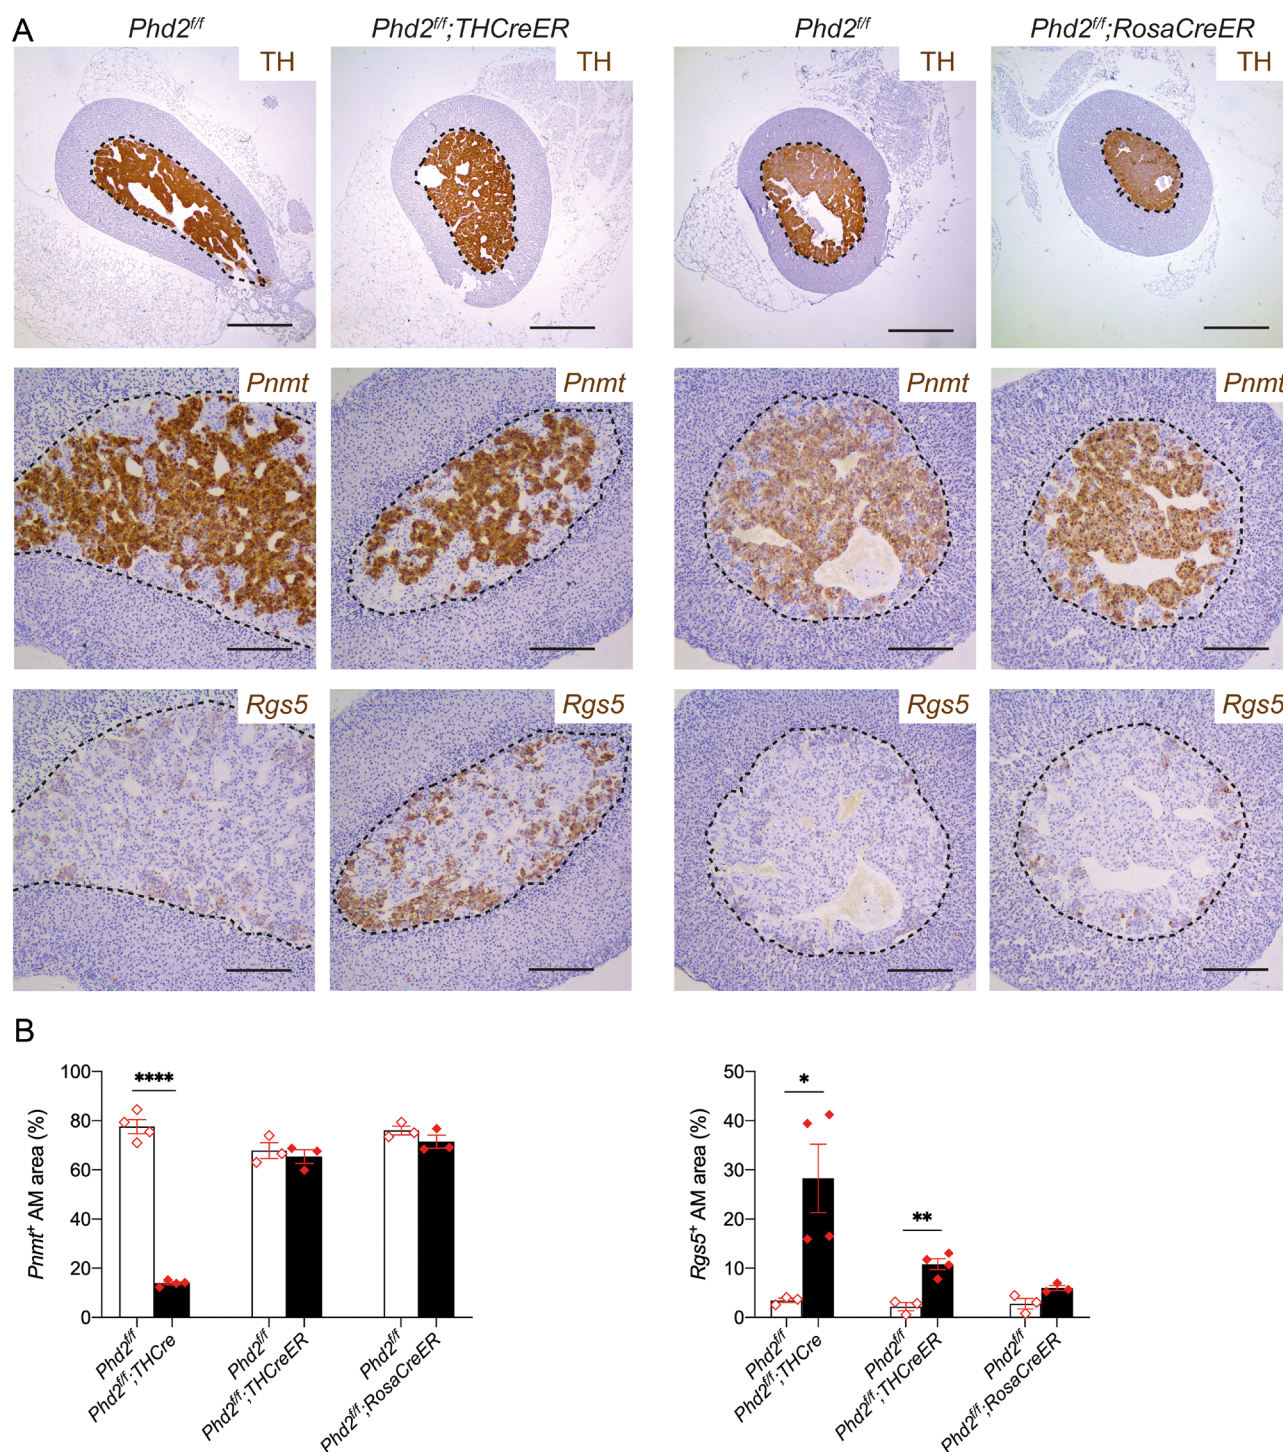 A
Phd2f/f
Phd2f/f;THCreER
Phd2f/f
Phd2f/f;RosaCreER
TH
TH
TH
TH
Pnmt
Pnmt
Pnmt
Pnmt
Rgs5
Rgs5
Rgs5
Rgs5
B
100
80
60
40
20
0
Pnmt+ AM area (%)
****
Phd2f/f
Phd2f/f;THCre
Phd2f/f
Phd2f/f;THCreER
Phd2f/f
Phd2f/f;RosaCreER
50
40
30
20
10
0
Rgs5+ AM area (%)
*
**
Phd2f/f
Phd2f/f;THCre
Phd2f/f
Phd2f/f;THCreER
Phd2f/f
Phd2f/f;RosaCreER